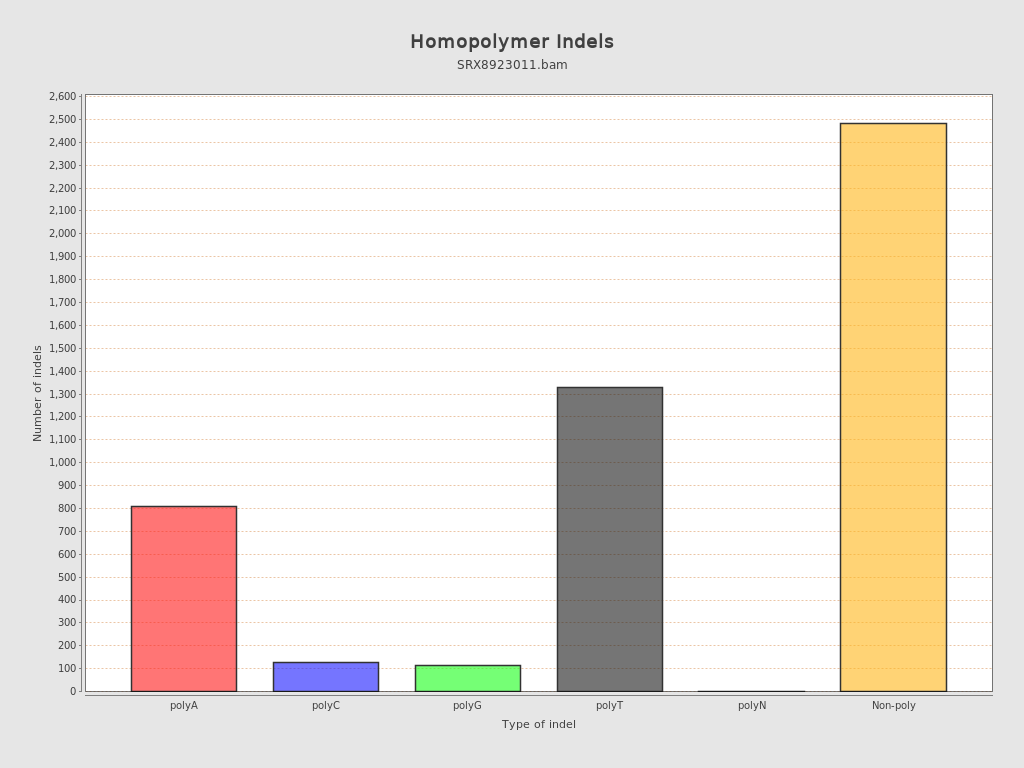 Homopolymer Indels
SRX8923011.bam
2,600
2,500
2,400
2,300
2,200
2,100
2,000
1,900
1,800
1,700
1,600
1,500
1,400
1,300
1,200
1,100
1,000
900
800
700
600
500
400
300
200
100
0
Number of indels
polyA
polyC
polyG
polyT
polyN
Non-poly
Type of indel